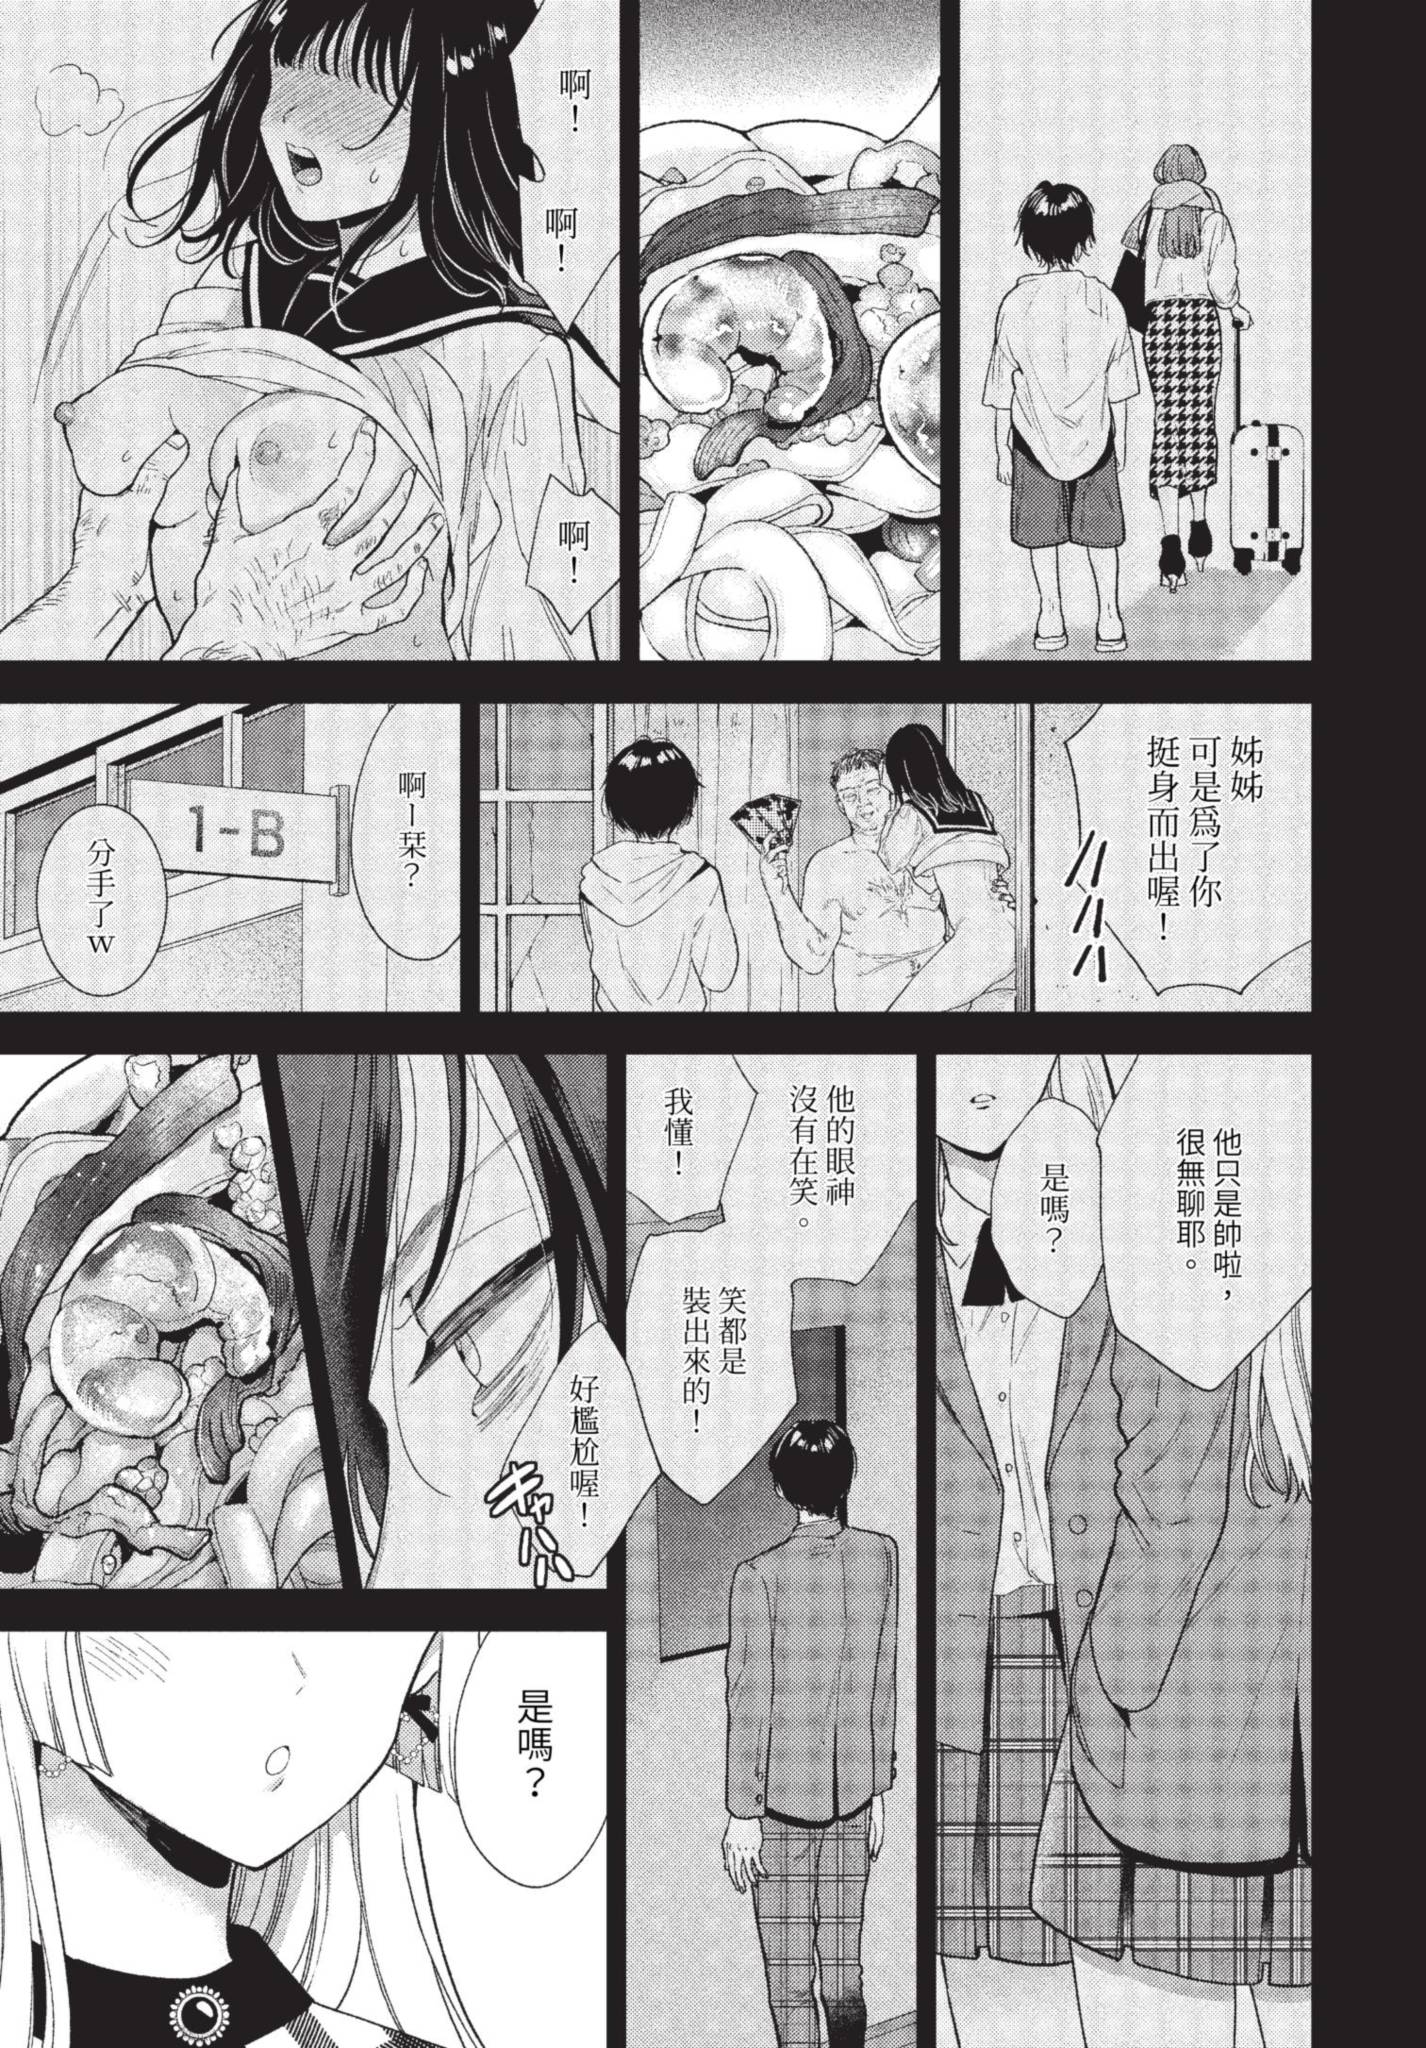 啊！
啊！
啊！
姊姊
可是為了你
挺身而出喔！
啊ー栞？
1-B
分手了w
他只是帥啦，
很無聊耶。
是嗎？
他的眼神
沒有在笑。
我懂！
笑都是
裝出來的！
好尷尬喔！
キャハハハ
是嗎？